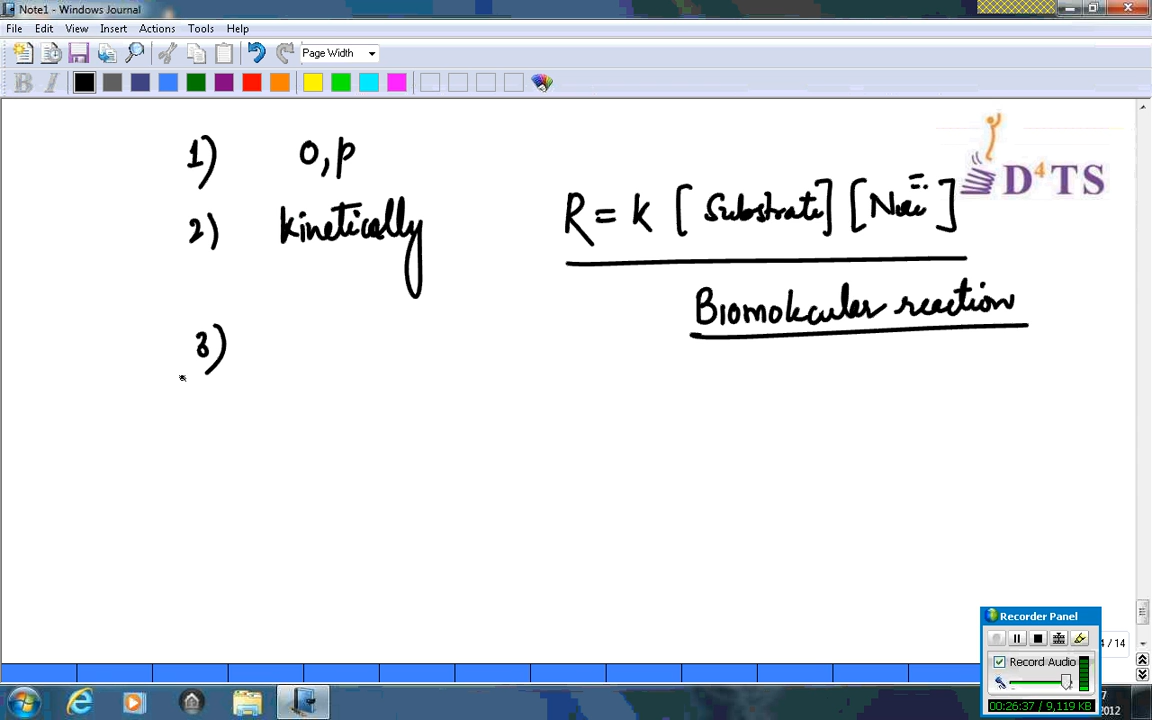 Note1 - Windows Journal
File Edit View Insert Actions Tools Help
Page Width
B I
1) o,p
D4TS
2) kinetically
R = k [Substrate] [Nu]
Biomolecular reaction
3)
Recorder Panel
4 / 14
Record Audio
00:26:37 / 9,119 KB
7
2012